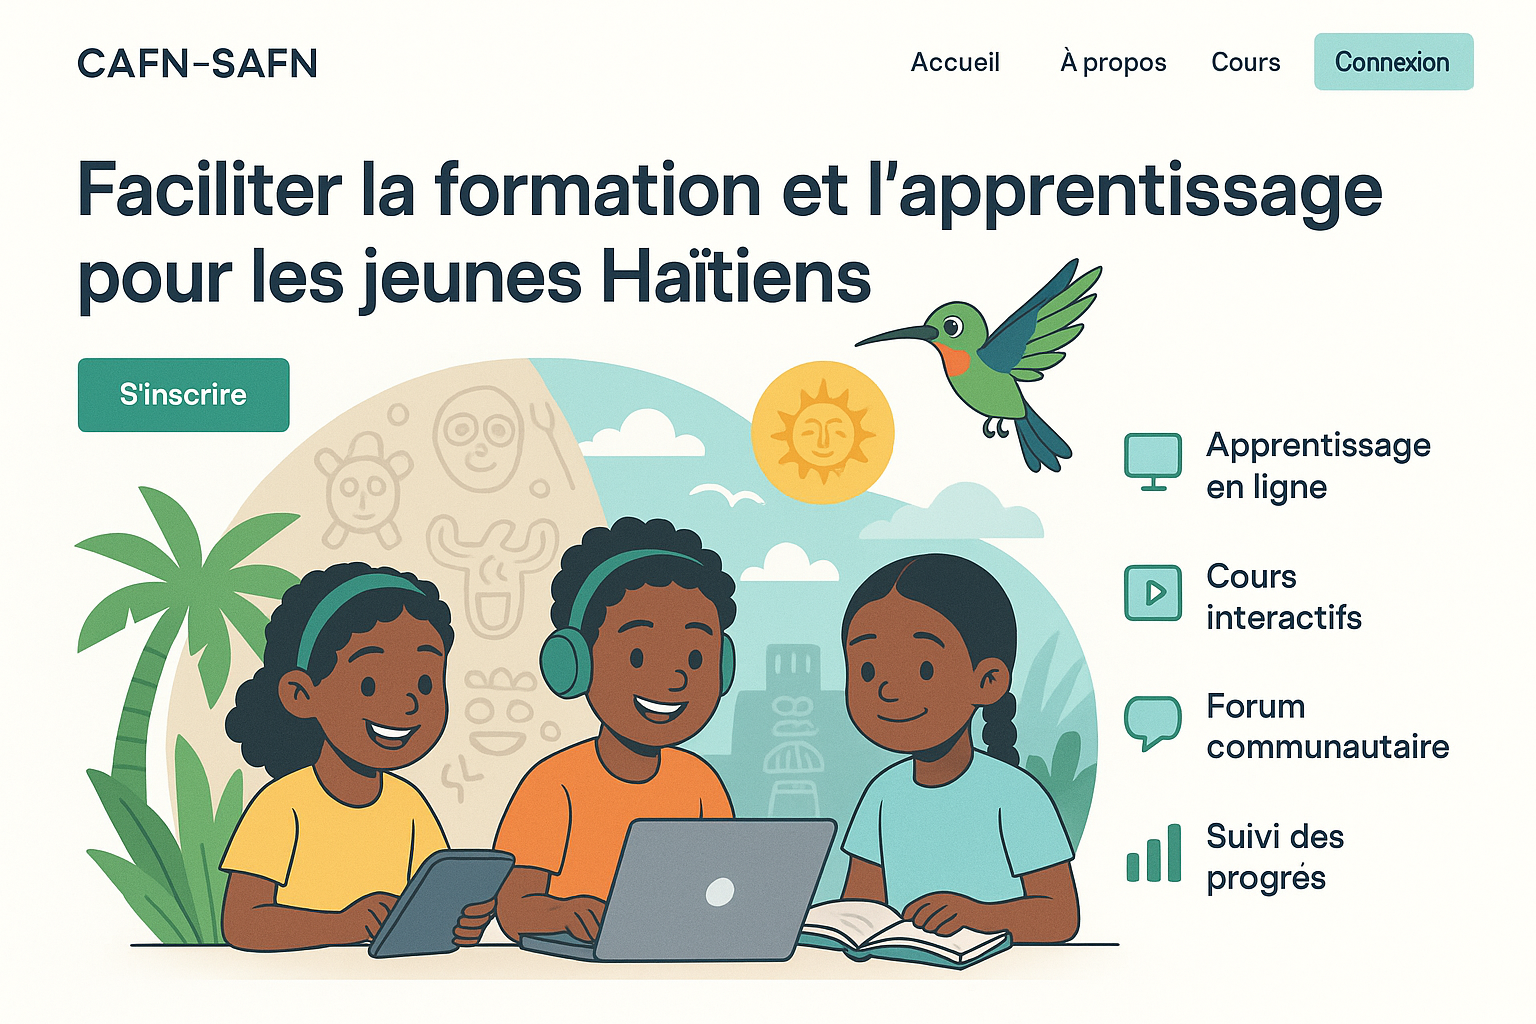 CAFN-SAFN
Accueil À propos Cours Connexion
Faciliter la formation et l'apprentissage
pour les jeunes Haïtiens
S'inscrire
Apprentissage
en ligne
Cours
interactifs
Forum
communautaire
Suivi des
progrés